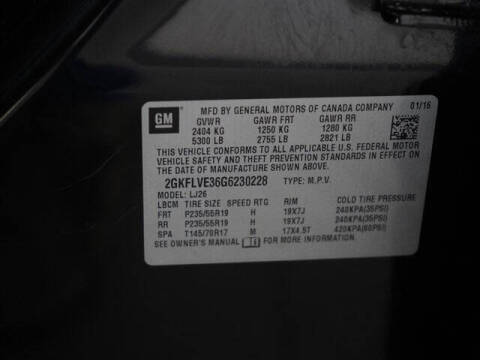 GM
MFD BY GENERAL MOTORS OF CANADA COMPANY 01/16
GVWR GAWR FRT GAWR RR
2404 KG 1250 KG 1280 KG
5300 LB 2755 LB 2821 LB
THIS VEHICLE CONFORMS TO ALL APPLICABLE U.S. FEDERAL MOTOR
VEHICLE SAFETY AND THEFT PREVENTION STANDARDS IN EFFECT ON
THE DATE OF MANUFACTURE SHOWN ABOVE.
2GKFLVE36G6230228 TYPE: M.P.V.
MODEL: LJ26
LBCM TIRE SIZE SPEED RTG RIM COLD TIRE PRESSURE
FRT P235/55R19 H 19X7J 240KPA(35PSI)
RR P235/55R19 H 19X7J 240KPA(35PSI)
SPA T145/70R17 M 17X4.5T 420KPA(60PSI)
SEE OWNER'S MANUAL FOR MORE INFORMATION.